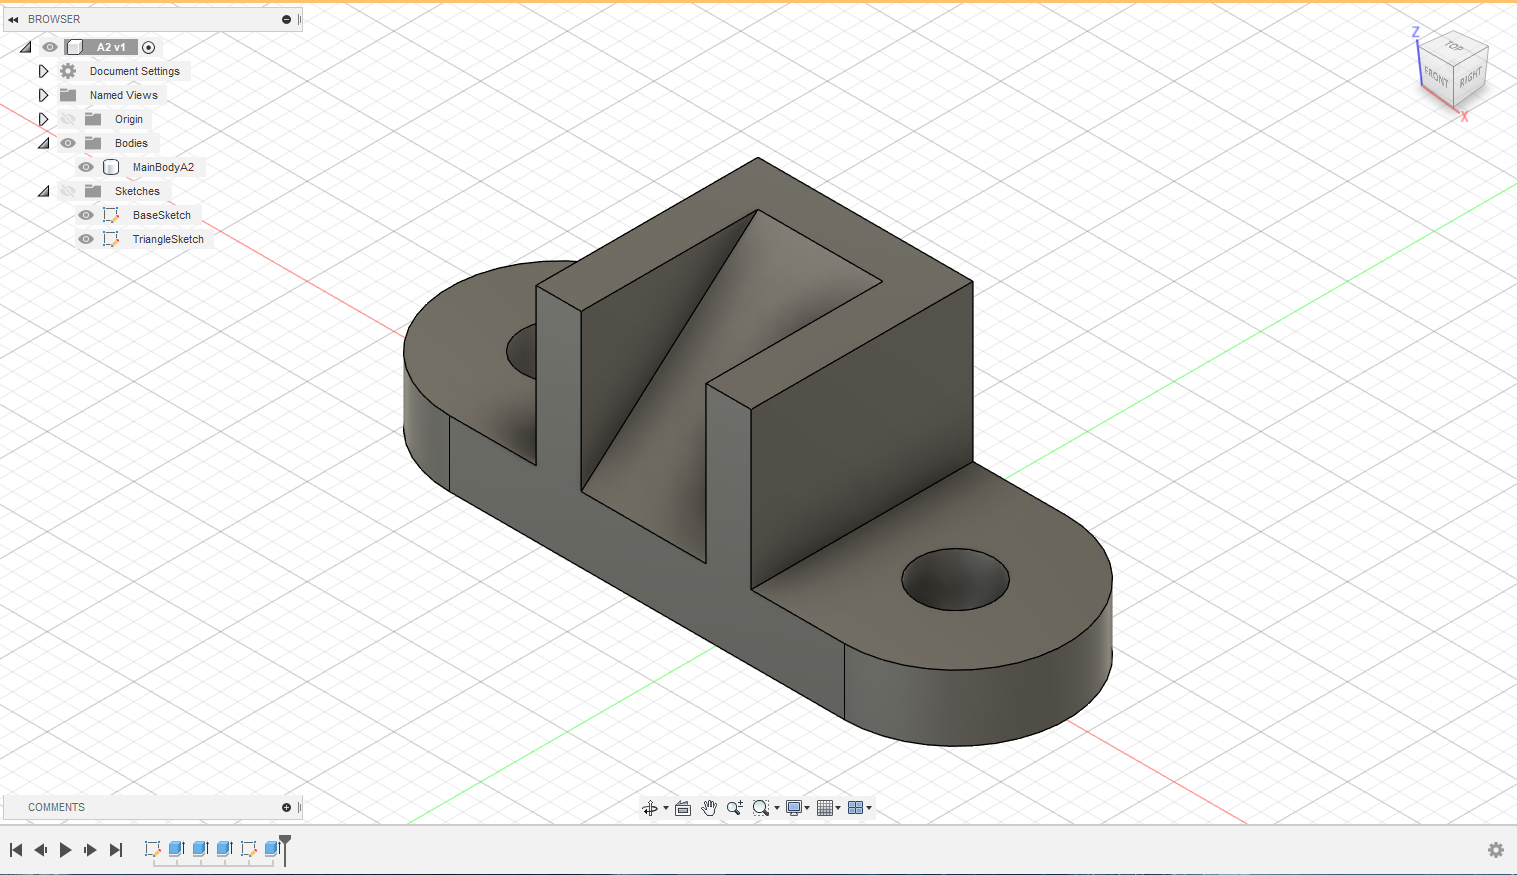 BROWSER
A2 v1
Document Settings
Named Views
Origin
Bodies
MainBodyA2
Sketches
BaseSketch
TriangleSketch
Z
TOP
FRONT
RIGHT
X
COMMENTS